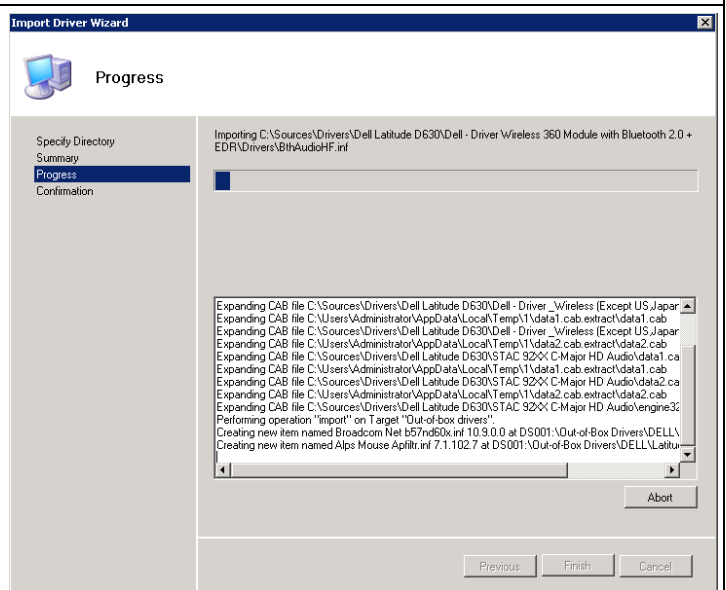 Import Driver Wizard
Progress
Specify Directory
Summary
Progress
Confirmation
Importing C:\Sources\Drivers\Dell Latitude D630\Dell - Driver Wireless 360 Module with Bluetooth 2.0 +
EDR\Drivers\BthAudioHF.inf
Expanding CAB file C:\Sources\Drivers\Dell Latitude D630\Dell - Driver _Wireless (Except US,Japar
Expanding CAB file C:\Users\Administrator\AppData\Local\Temp\1\data1.cab.extract\data1.cab
Expanding CAB file C:\Sources\Drivers\Dell Latitude D630\Dell - Driver _Wireless (Except US,Japar
Expanding CAB file C:\Users\Administrator\AppData\Local\Temp\1\data2.cab.extract\data2.cab
Expanding CAB file C:\Sources\Drivers\Dell Latitude D630\STAC 92XX C-Major HD Audio\data1.ca
Expanding CAB file C:\Users\Administrator\AppData\Local\Temp\1\data1.cab.extract\data1.cab
Expanding CAB file C:\Sources\Drivers\Dell Latitude D630\STAC 92XX C-Major HD Audio\data2.ca
Expanding CAB file C:\Users\Administrator\AppData\Local\Temp\1\data2.cab.extract\data2.cab
Expanding CAB file C:\Sources\Drivers\Dell Latitude D630\STAC 92XX C-Major HD Audio\engine32
Performing operation "import" on Target "Out-of-box drivers".
Creating new item named Broadcom Net b57nd60x.inf 10.9.0.0 at DS001:\Out-of-Box Drivers\DELL\
Creating new item named Alps Mouse Apfiltr.inf 7.1.102.7 at DS001:\Out-of-Box Drivers\DELL\Latitu
Abort
Previous
Finish
Cancel